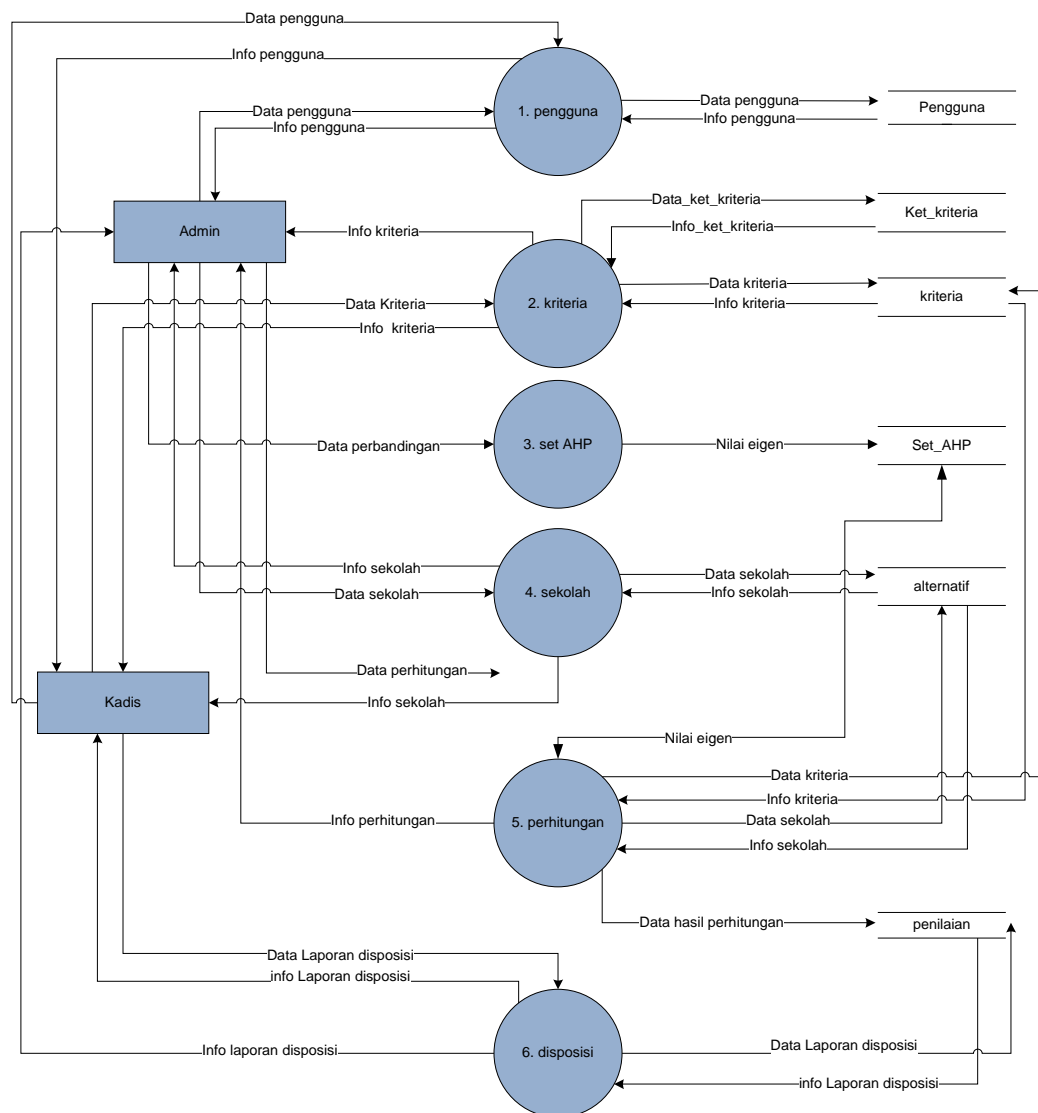 Data pengguna
Info pengguna
1. pengguna
Data pengguna
Info pengguna
Data pengguna
Info pengguna
Pengguna
Admin
Info kriteria
Data_ket_kriteria
Info_ket_kriteria
Ket_kriteria
Data Kriteria
Info kriteria
2. kriteria
Data kriteria
Info kriteria
kriteria
Data perbandingan
3. set AHP
Nilai eigen
Set_AHP
Info sekolah
Data sekolah
4. sekolah
Data sekolah
Info sekolah
alternatif
Data perhitungan
Info sekolah
Kadis
Nilai eigen
Info perhitungan
5. perhitungan
Data kriteria
Info kriteria
Data sekolah
Info sekolah
Data hasil perhitungan
penilaian
Data Laporan disposisi
info Laporan disposisi
Info laporan disposisi
6. disposisi
Data Laporan disposisi
info Laporan disposisi